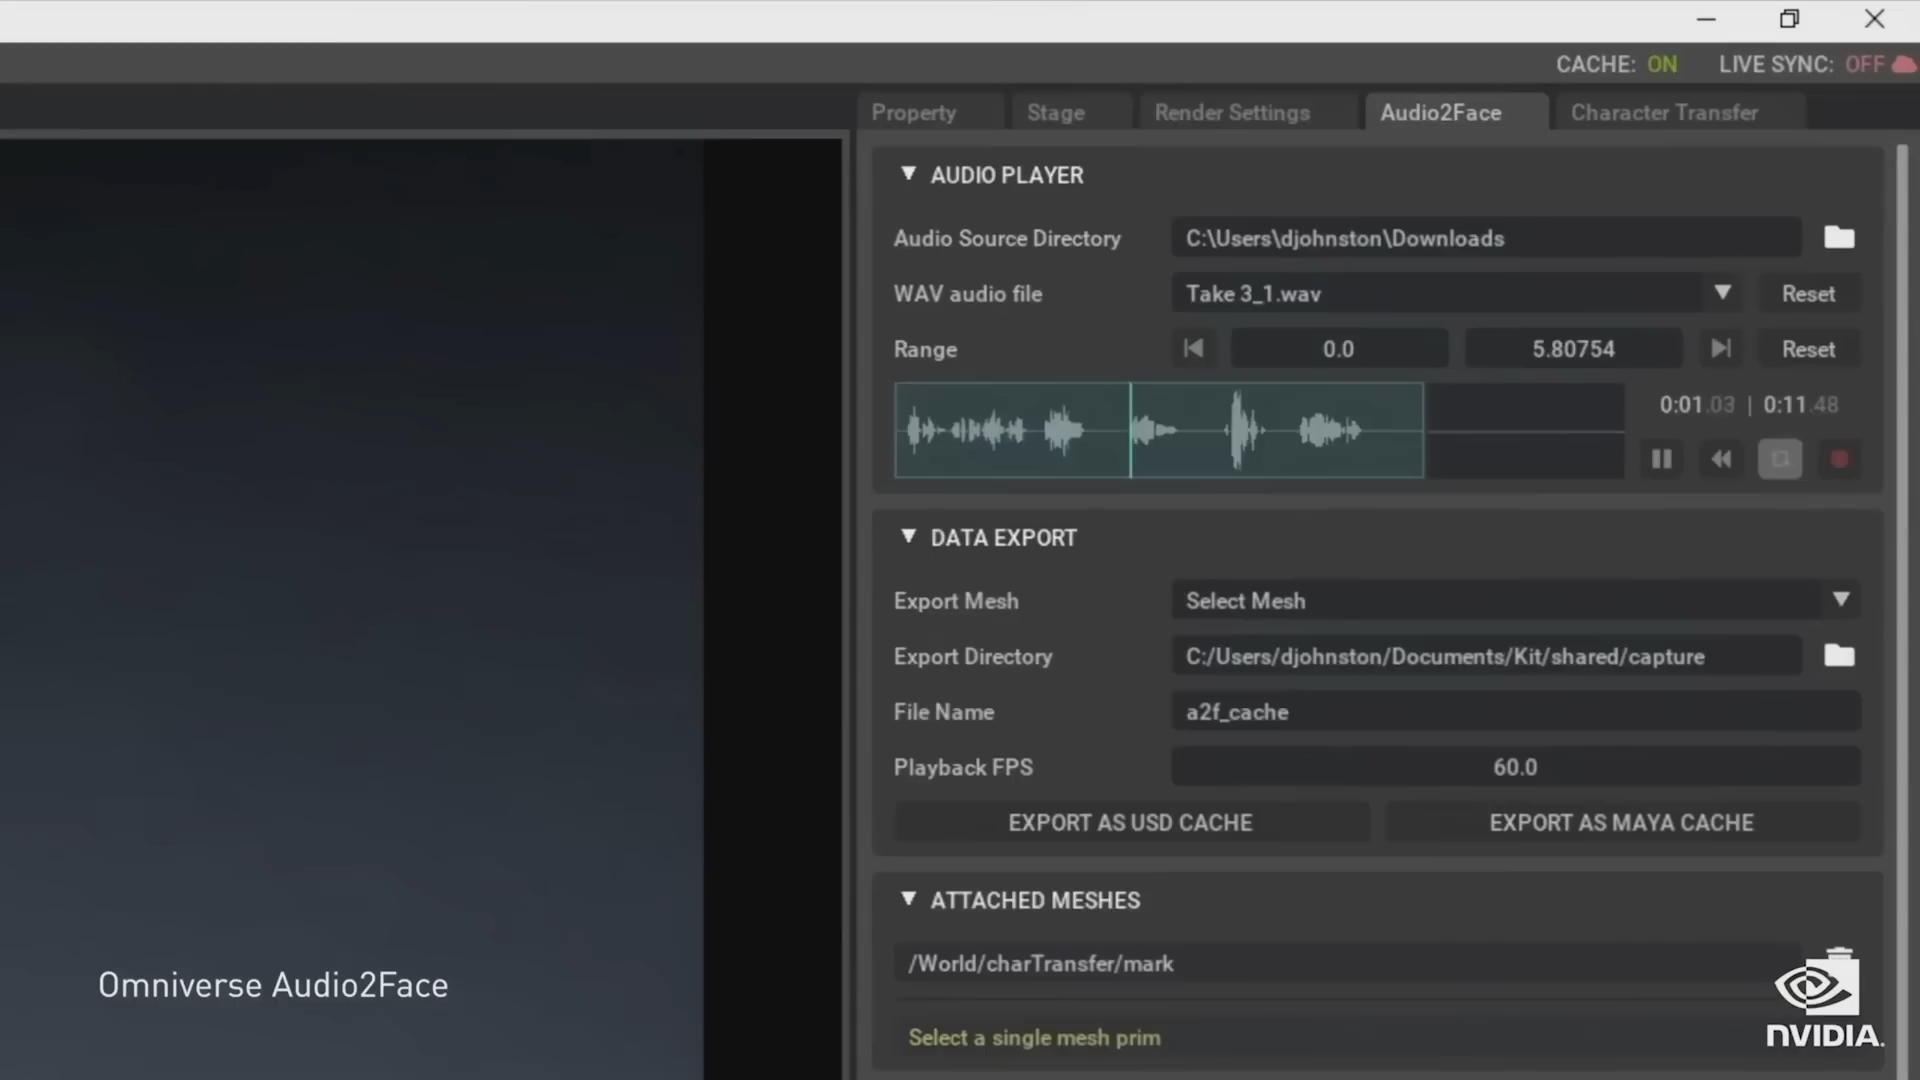 CACHE: ON LIVE SYNC: OFF
Property Stage Render Settings Audio2Face Character Transfer
AUDIO PLAYER
Audio Source Directory C:\Users\djohnston\Downloads
WAV audio file Take 3_1.wav Reset
Range 0.0 5.80754 Reset
0:01.03 | 0:11.48
DATA EXPORT
Export Mesh Select Mesh
Export Directory C:/Users/djohnston/Documents/Kit/shared/capture
File Name a2f_cache
Playback FPS 60.0
EXPORT AS USD CACHE EXPORT AS MAYA CACHE
ATTACHED MESHES
/World/charTransfer/mark
Omniverse Audio2Face
Select a single mesh prim
NVIDIA.